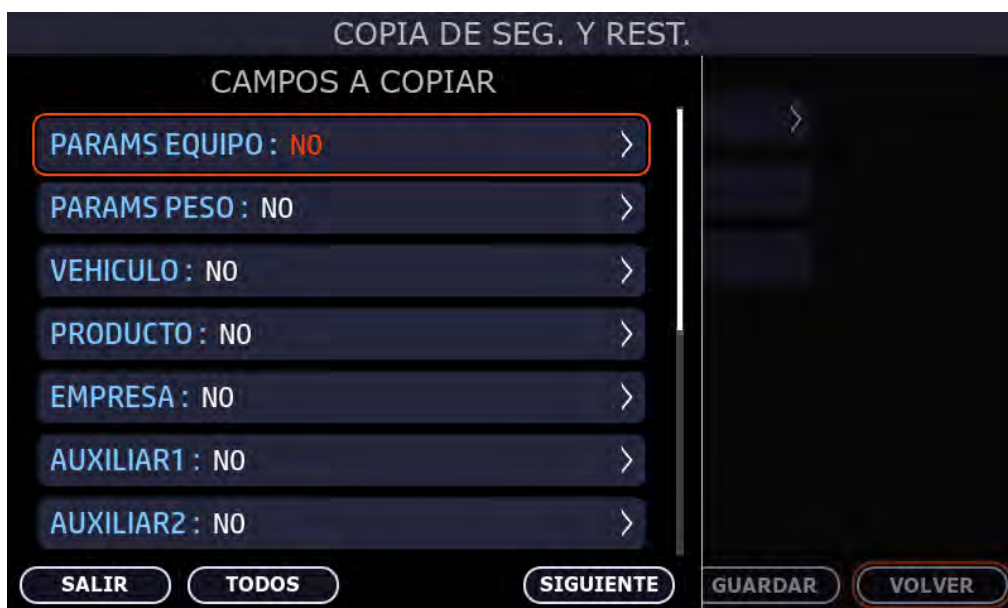 COPIA DE SEG. Y REST.
CAMPOS A COPIAR
PARAMS EQUIPO : NO
PARAMS PESO : NO
VEHICULO : NO
PRODUCTO : NO
EMPRESA : NO
AUXILIAR1 : NO
AUXILIAR2 : NO
SALIR TODOS SIGUIENTE GUARDAR VOLVER